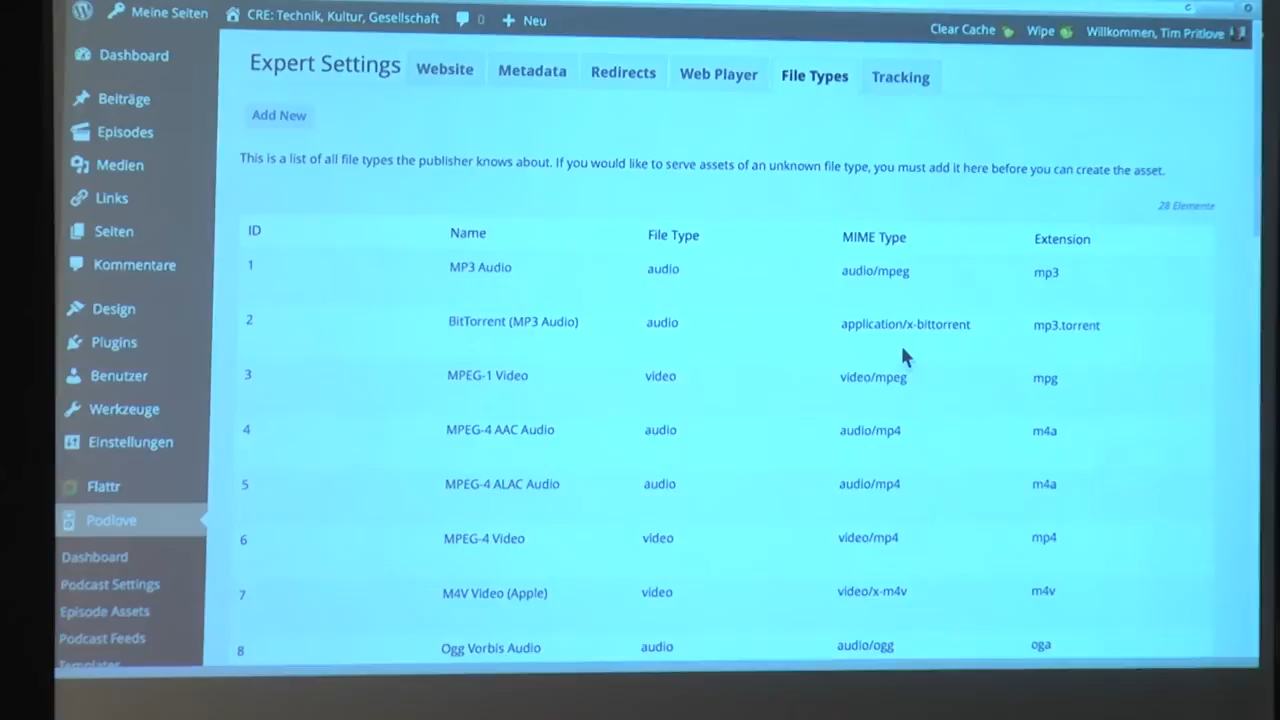 Meine Seiten CRE: Technik, Kultur, Gesellschaft 0 + Neu Clear Cache Wipe Willkommen, Tim Pritlove
Dashboard
Beiträge
Episodes
Medien
Links
Seiten
Kommentare
Design
Plugins
Benutzer
Werkzeuge
Einstellungen
Flattr
Podlove
Dashboard
Podcast Settings
Episode Assets
Podcast Feeds
Templates
Expert Settings Website Metadata Redirects Web Player File Types Tracking
Add New
This is a list of all file types the publisher knows about. If you would like to serve assets of an unknown file type, you must add it here before you can create the asset.
28 Elemente
ID Name File Type MIME Type Extension
1 MP3 Audio audio audio/mpeg mp3
2 BitTorrent (MP3 Audio) audio application/x-bittorrent mp3.torrent
3 MPEG-1 Video video video/mpeg mpg
4 MPEG-4 AAC Audio audio audio/mp4 m4a
5 MPEG-4 ALAC Audio audio audio/mp4 m4a
6 MPEG-4 Video video video/mp4 mp4
7 M4V Video (Apple) video video/x-m4v m4v
8 Ogg Vorbis Audio audio audio/ogg oga